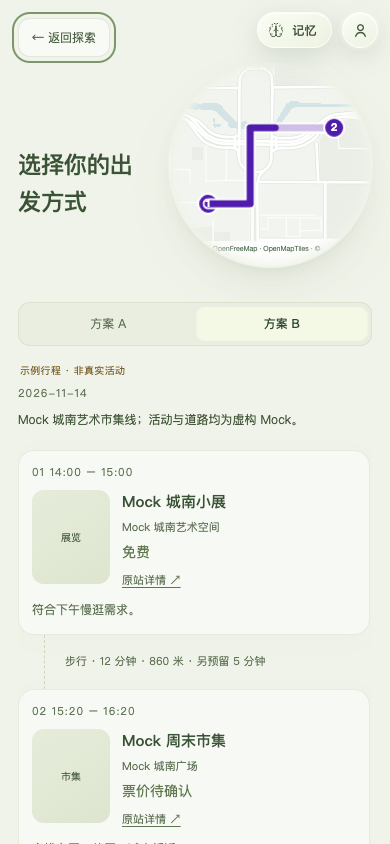 ← 返回探索
记忆
选择你的出
发方式
2
1
OpenFreeMap · OpenMapTiles · ©
方案 A
方案 B
示例行程 · 非真实活动
2026-11-14
Mock 城南艺术市集线；活动与道路均为虚构 Mock。
01 14:00 — 15:00
展览
Mock 城南小展
Mock 城南艺术空间
免费
原站详情 ↗
符合下午慢逛需求。
步行 · 12 分钟 · 860 米 · 另预留 5 分钟
02 15:20 — 16:20
市集
Mock 周末市集
Mock 城南广场
票价待确认
原站详情 ↗